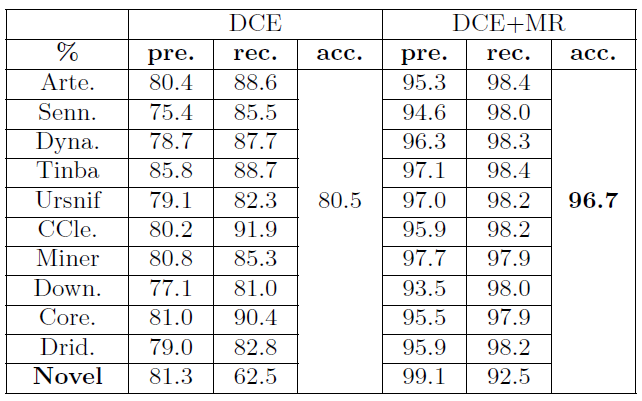 DCE DCE+MR
% pre. rec. acc. pre. rec. acc.
Arte. 80.4 88.6 95.3 98.4
Senn. 75.4 85.5 94.6 98.0
Dyna. 78.7 87.7 96.3 98.3
Tinba 85.8 88.7 97.1 98.4
Ursnif 79.1 82.3 80.5 97.0 98.2 96.7
CCle. 80.2 91.9 95.9 98.2
Miner 80.8 85.3 97.7 97.9
Down. 77.1 81.0 93.5 98.0
Core. 81.0 90.4 95.5 97.9
Drid. 79.0 82.8 95.9 98.2
Novel 81.3 62.5 99.1 92.5